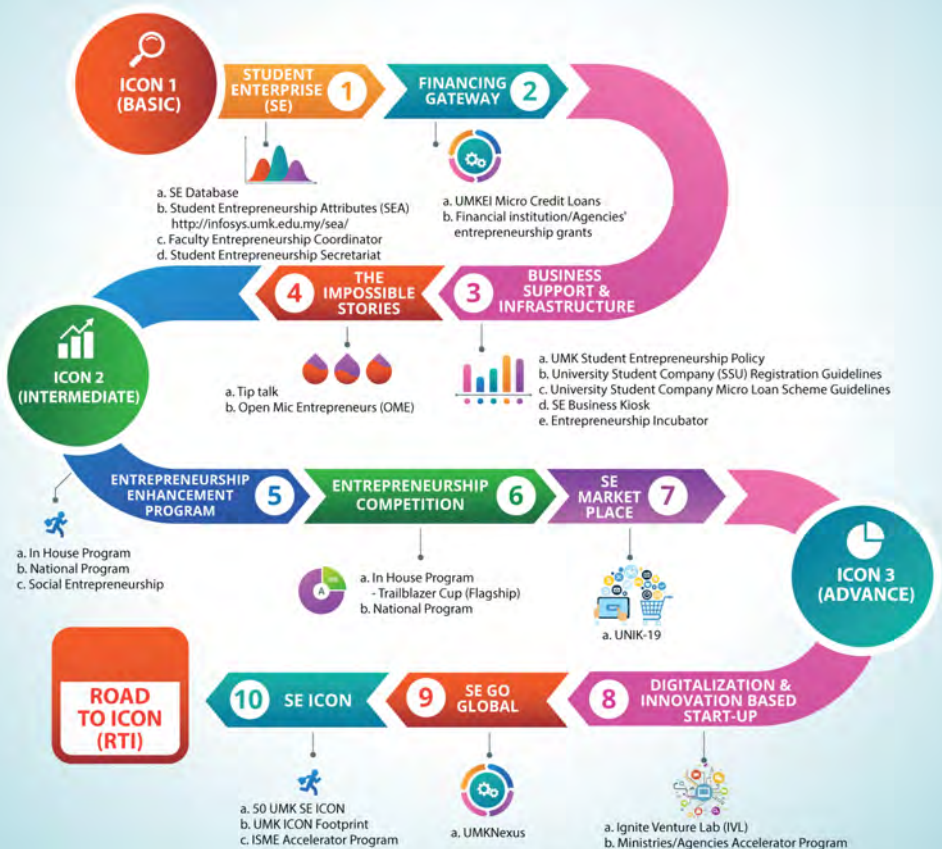 ICON 1
(BASIC)
STUDENT
ENTERPRISE
(SE)
1
FINANCING
GATEWAY
2
a. SE Database
b. Student Entrepreneurship Attributes (SEA)
http://infosys.umk.edu.my/sea/
c. Faculty Entrepreneurship Coordinator
d. Student Entrepreneurship Secretariat
a. UMKEI Micro Credit Loans
b. Financial institution/Agencies'
entrepreneurship grants
3
BUSINESS
SUPPORT &
INFRASTRUCTURE
4
THE
IMPOSSIBLE
STORIES
a. UMK Student Entrepreneurship Policy
b. University Student Company (SSU) Registration Guidelines
c. University Student Company Micro Loan Scheme Guidelines
d. SE Business Kiosk
e. Entrepreneurship Incubator
a. Tip talk
b. Open Mic Entrepreneurs (OME)
ICON 2
(INTERMEDIATE)
ENTREPRENEURSHIP
ENHANCEMENT
PROGRAM
5
ENTREPRENEURSHIP
COMPETITION
6
SE
MARKET
PLACE
7
a. In House Program
b. National Program
c. Social Entrepreneurship
A
a. In House Program
- Trailblazer Cup (Flagship)
b. National Program
a. UNIK-19
ICON 3
(ADVANCE)
8
DIGITALIZATION &
INNOVATION BASED
START-UP
9
SE GO
GLOBAL
10
SE ICON
ROAD
TO ICON
(RTI)
a. Ignite Venture Lab (IVL)
b. Ministries/Agencies Accelerator Program
a. UMKNexus
a. 50 UMK SE ICON
b. UMK ICON Footprint
c. ISME Accelerator Program